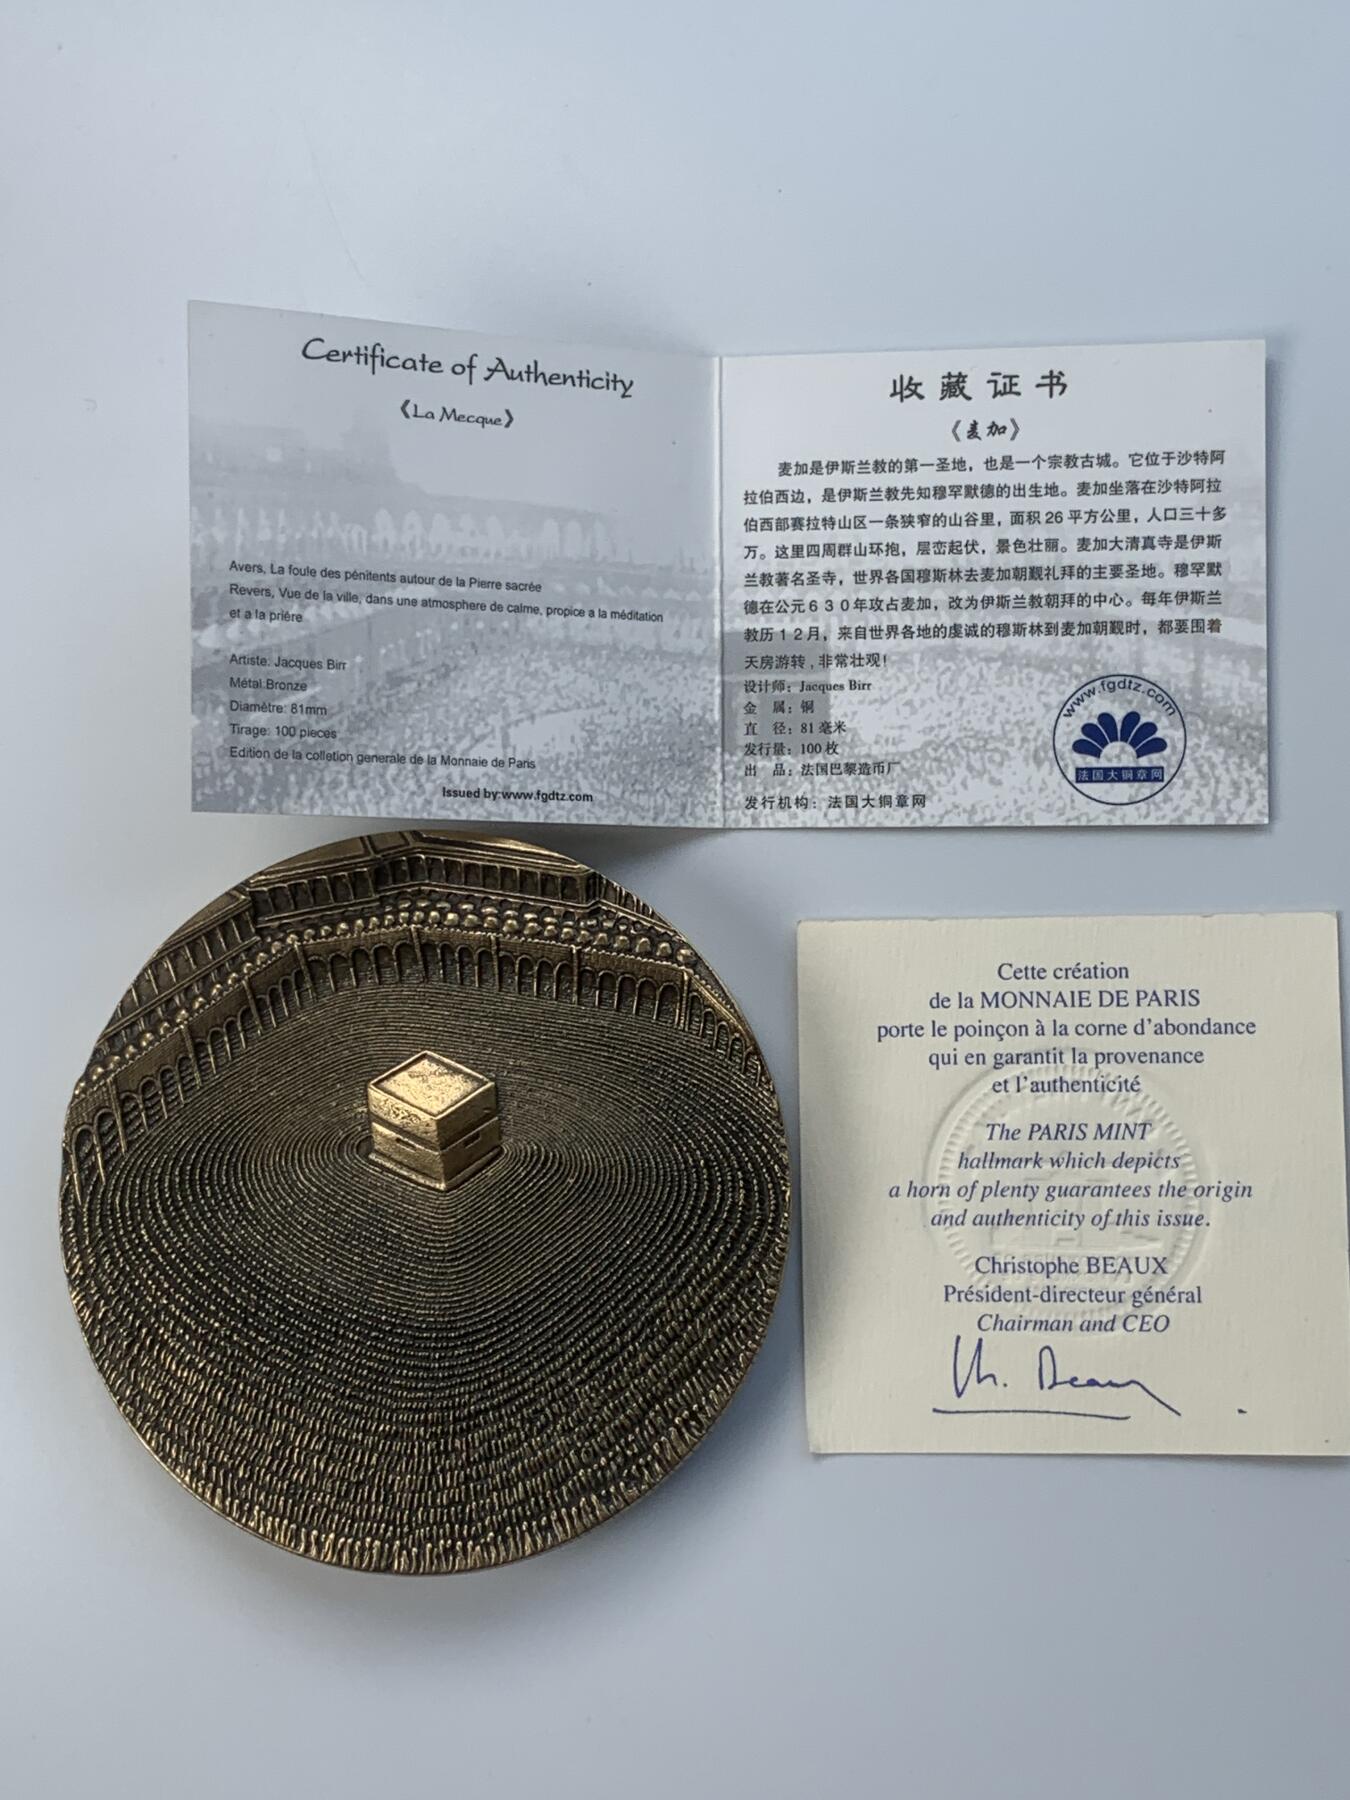 Certificate of Authenticity
《La Mecque》
Avers, La foule des pénitents autour de la Pierre sacrée
Revers, Vue de la ville, dans une atmosphere de calme, propice a la méditation
et a la prière
Artiste: Jacques Birr
Métal:Bronze
Diamètre: 81mm
Tirage: 100 pieces
Edition de la colletion generale de la Monnaie de Paris
Issued by:www.fgdtz.com
收藏证书
《麦加》
麦加是伊斯兰教的第一圣地，也是一个宗教古城。它位于沙特阿
拉伯西边，是伊斯兰教先知穆罕默德的出生地。麦加坐落在沙特阿拉
伯西部赛拉特山区一条狭窄的山谷里，面积26平方公里，人口三十多
万。这里四周群山环抱，层峦起伏，景色壮丽。麦加大清真寺是伊斯
兰教著名圣寺，世界各国穆斯林去麦加朝觐礼拜的主要圣地。穆罕默
德在公元630年攻占麦加，改为伊斯兰教朝拜的中心。每年伊斯兰
教历12月，来自世界各地的虔诚的穆斯林到麦加朝觐时，都要围着
天房游转，非常壮观！
设计师：Jacques Birr
金 属：铜
直 径：81毫米
发行量：100枚
出 品：法国巴黎造币厂
发行机构：法国大铜章网
www.fgdtz.com
法国大铜章网
Cette création
de la MONNAIE DE PARIS
porte le poinçon à la corne d'abondance
qui en garantit la provenance
et l'authenticité
The PARIS MINT
hallmark which depicts
a horn of plenty guarantees the origin
and authenticity of this issue.
Christophe BEAUX
Président-directeur général
Chairman and CEO
Ch. Beaux